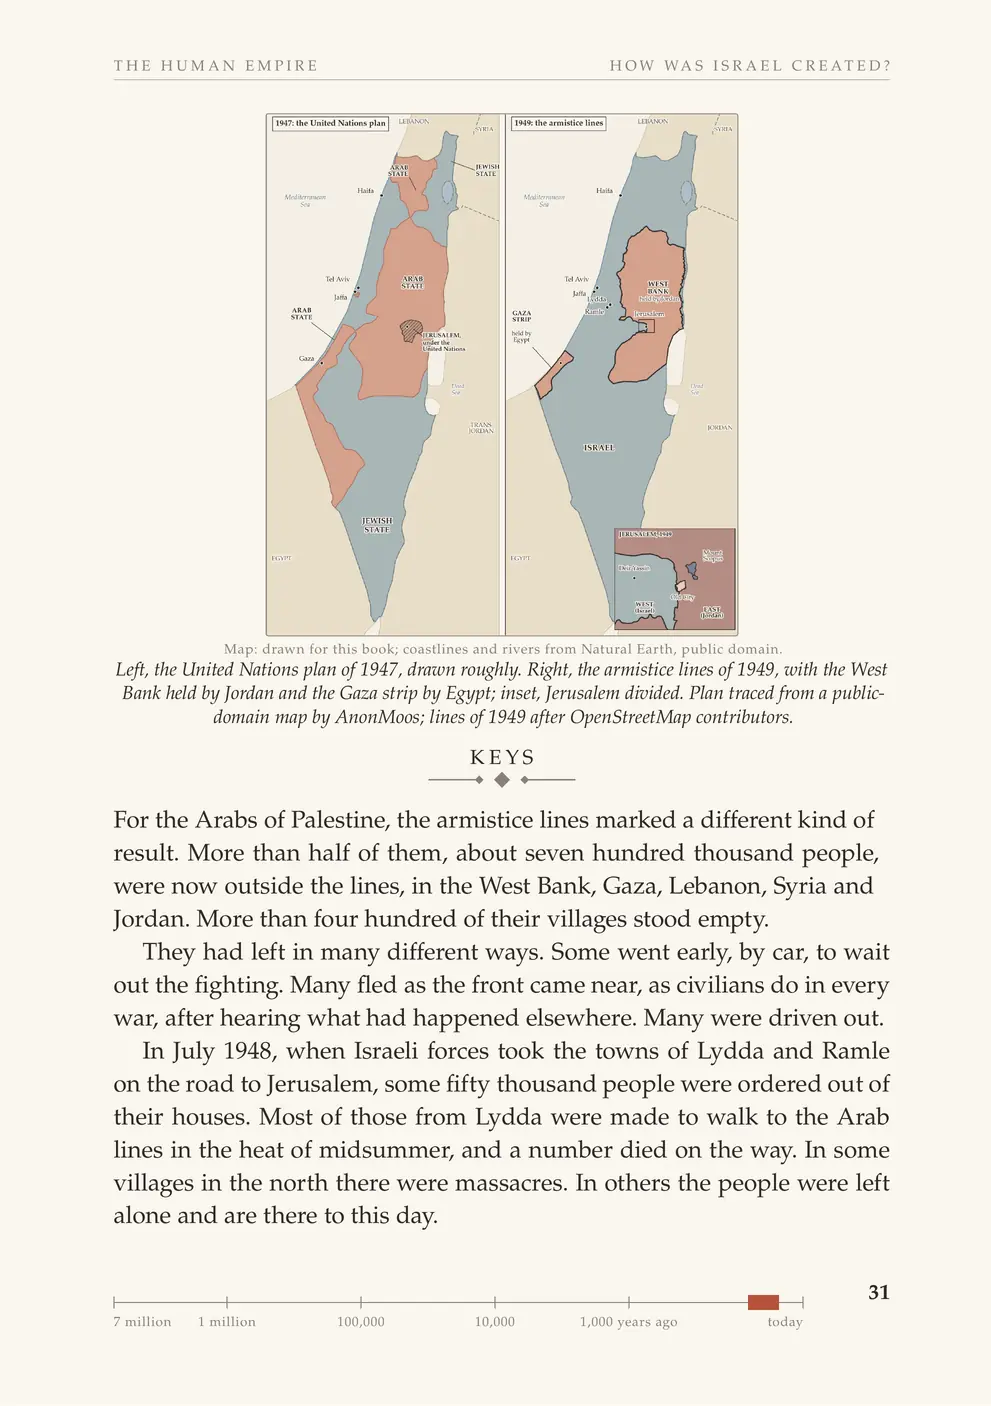 THE HUMAN EMPIRE
HOW WAS ISRAEL CREATED?
1947: the United Nations plan
LEBANON
SYRIA
ARAB
STATE
JEWISH
STATE
Haifa
Mediterranean
Sea
Tel Aviv
Jaffa
ARAB
STATE
ARAB
STATE
JERUSALEM,
under the
United Nations
Gaza
Dead
Sea
TRANS-
JORDAN
JEWISH
STATE
EGYPT
1949: the armistice lines
LEBANON
SYRIA
Haifa
Mediterranean
Sea
Tel Aviv
Jaffa
Lydda
Ramle
WEST
BANK
held by Jordan
Jerusalem
GAZA
STRIP
held by
Egypt
Dead
Sea
JORDAN
ISRAEL
EGYPT
JERUSALEM, 1949
Mount
Scopus
Deir Yassin
Old City
WEST
(Israel)
EAST
(Jordan)
Map: drawn for this book; coastlines and rivers from Natural Earth, public domain.
Left, the United Nations plan of 1947, drawn roughly. Right, the armistice lines of 1949, with the West
Bank held by Jordan and the Gaza strip by Egypt; inset, Jerusalem divided. Plan traced from a public-
domain map by AnonMoos; lines of 1949 after OpenStreetMap contributors.
KEYS
For the Arabs of Palestine, the armistice lines marked a different kind of
result. More than half of them, about seven hundred thousand people,
were now outside the lines, in the West Bank, Gaza, Lebanon, Syria and
Jordan. More than four hundred of their villages stood empty.
They had left in many different ways. Some went early, by car, to wait
out the fighting. Many fled as the front came near, as civilians do in every
war, after hearing what had happened elsewhere. Many were driven out.
In July 1948, when Israeli forces took the towns of Lydda and Ramle
on the road to Jerusalem, some fifty thousand people were ordered out of
their houses. Most of those from Lydda were made to walk to the Arab
lines in the heat of midsummer, and a number died on the way. In some
villages in the north there were massacres. In others the people were left
alone and are there to this day.
31
7 million
1 million
100,000
10,000
1,000 years ago
today